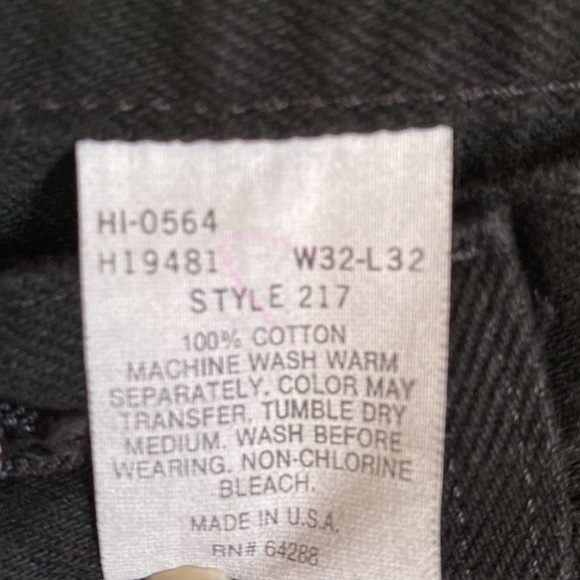 HI-0564
H19481 W32-L32
STYLE 217
100% COTTON
MACHINE WASH WARM
SEPARATELY. COLOR MAY
TRANSFER. TUMBLE DRY
MEDIUM. WASH BEFORE
WEARING. NON-CHLORINE
BLEACH.
MADE IN U.S.A.
RN# 64288